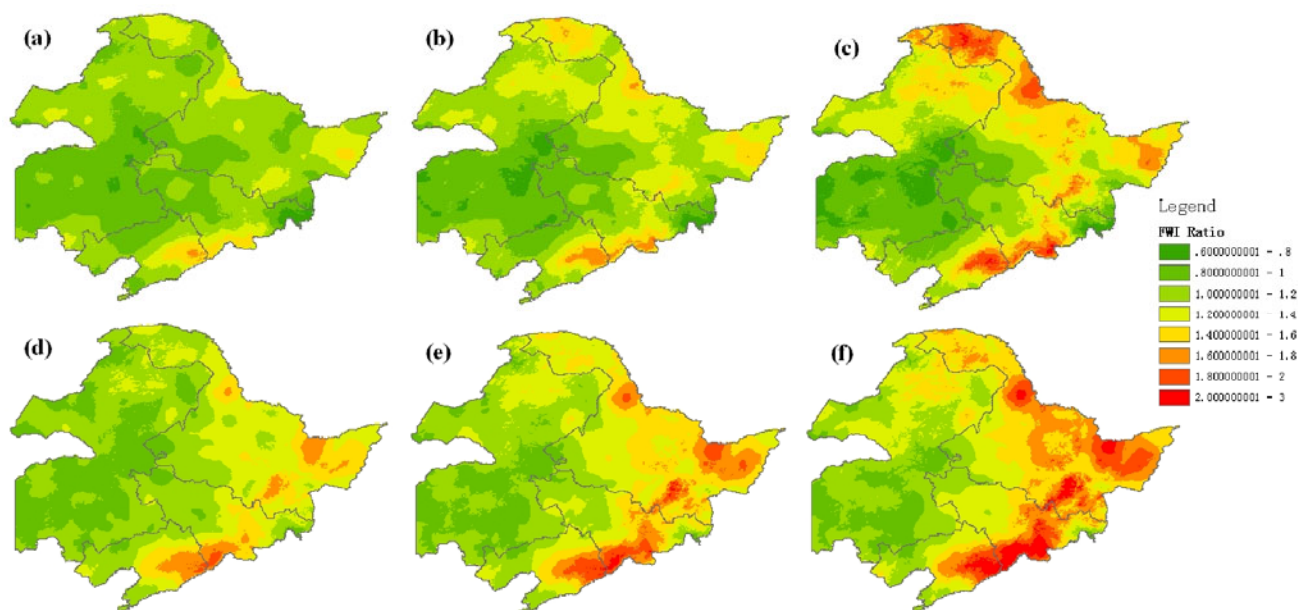 (a)
(b)
(c)
Legend
FWI Ratio
.6000000001 - .8
.8000000001 - 1
1.000000001 - 1.2
1.200000001 - 1.4
1.400000001 - 1.6
1.600000001 - 1.8
1.800000001 - 2
2.000000001 - 3
(d)
(e)
(f)